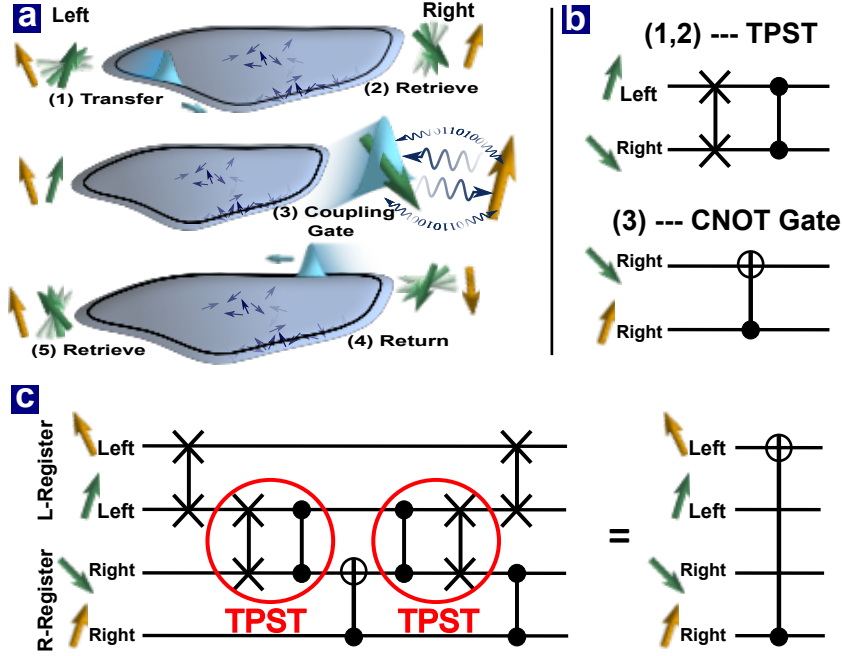 a
Left
Right
(1) Transfer
(2) Retrieve
(3) Coupling
Gate
(4) Return
(5) Retrieve
b
(1,2) --- TPST
Left
Right
(3) --- CNOT Gate
Right
Right
c
L-Register
R-Register
Left
Left
Right
Right
TPST
TPST
=
Left
Left
Right
Right